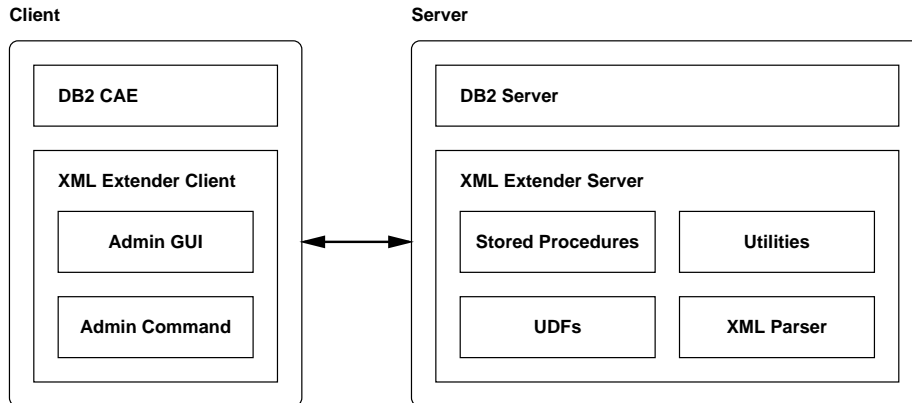 Client
DB2 CAE
XML Extender Client
Admin GUI
Admin Command
Server
DB2 Server
XML Extender Server
Stored Procedures
Utilities
UDFs
XML Parser